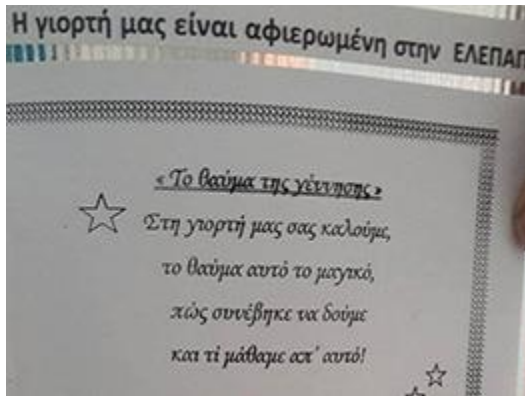 Η γιορτή μας είναι αφιερωμένη στην ΕΛΕΠΑΠ
« Το θαύμα της γέννησης »
Στη γιορτή μας σας καλούμε,
το θαύμα αυτό το μαγικό,
πώς συνέβηκε να δούμε
και τί μάθαμε απ' αυτό!